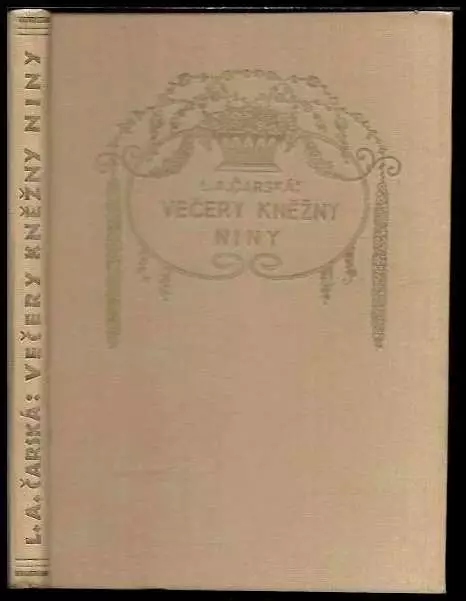 L. A. ČARSKÁ: VEČERY KNĚŽNY NINY
L.A.ČARSKÁ:
VEČERY KNĚŽNY
NINY